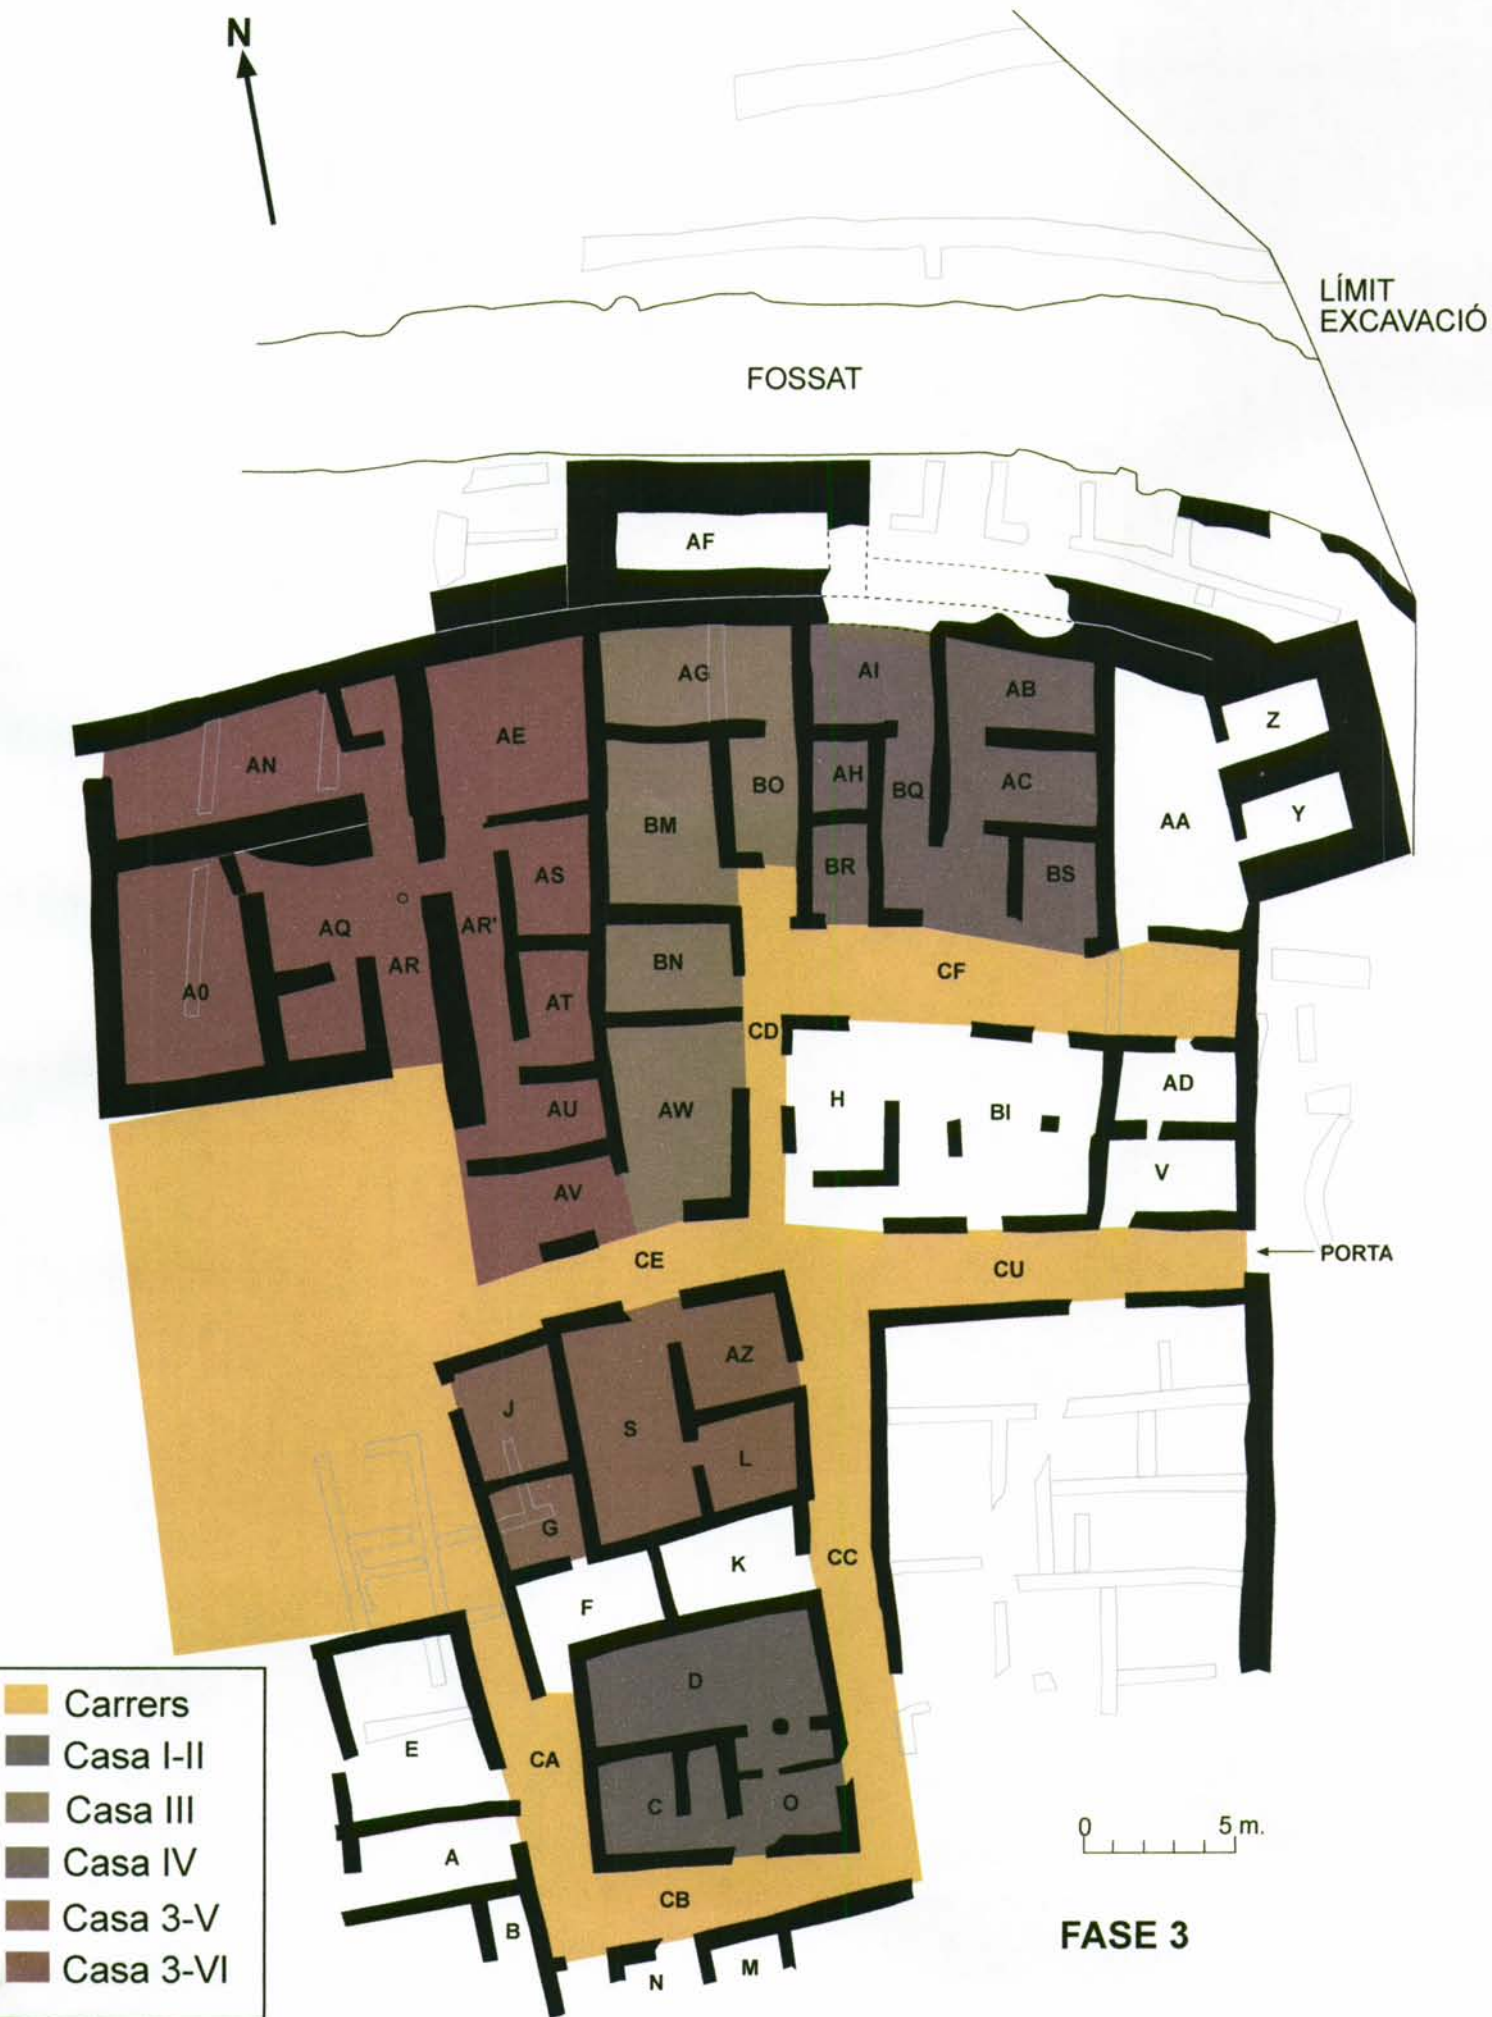 N
LÍMIT
EXCAVACIÓ
FOSSAT
AF
AG
AI
AB
Z
AN
AE
AH
AC
BO
BQ
Y
BM
AA
AS
BR
BS
AQ
AR'
AR
BN
CF
A0
AT
CD
AU
AW
H
BI
AD
V
AV
CE
CU
PORTA
AZ
J
S
L
G
K
CC
F
D
E
CA
C
O
A
B
CB
N
M
Carrers
Casa I-II
Casa III
Casa IV
Casa 3-V
Casa 3-VI
0 5 m.
FASE 3